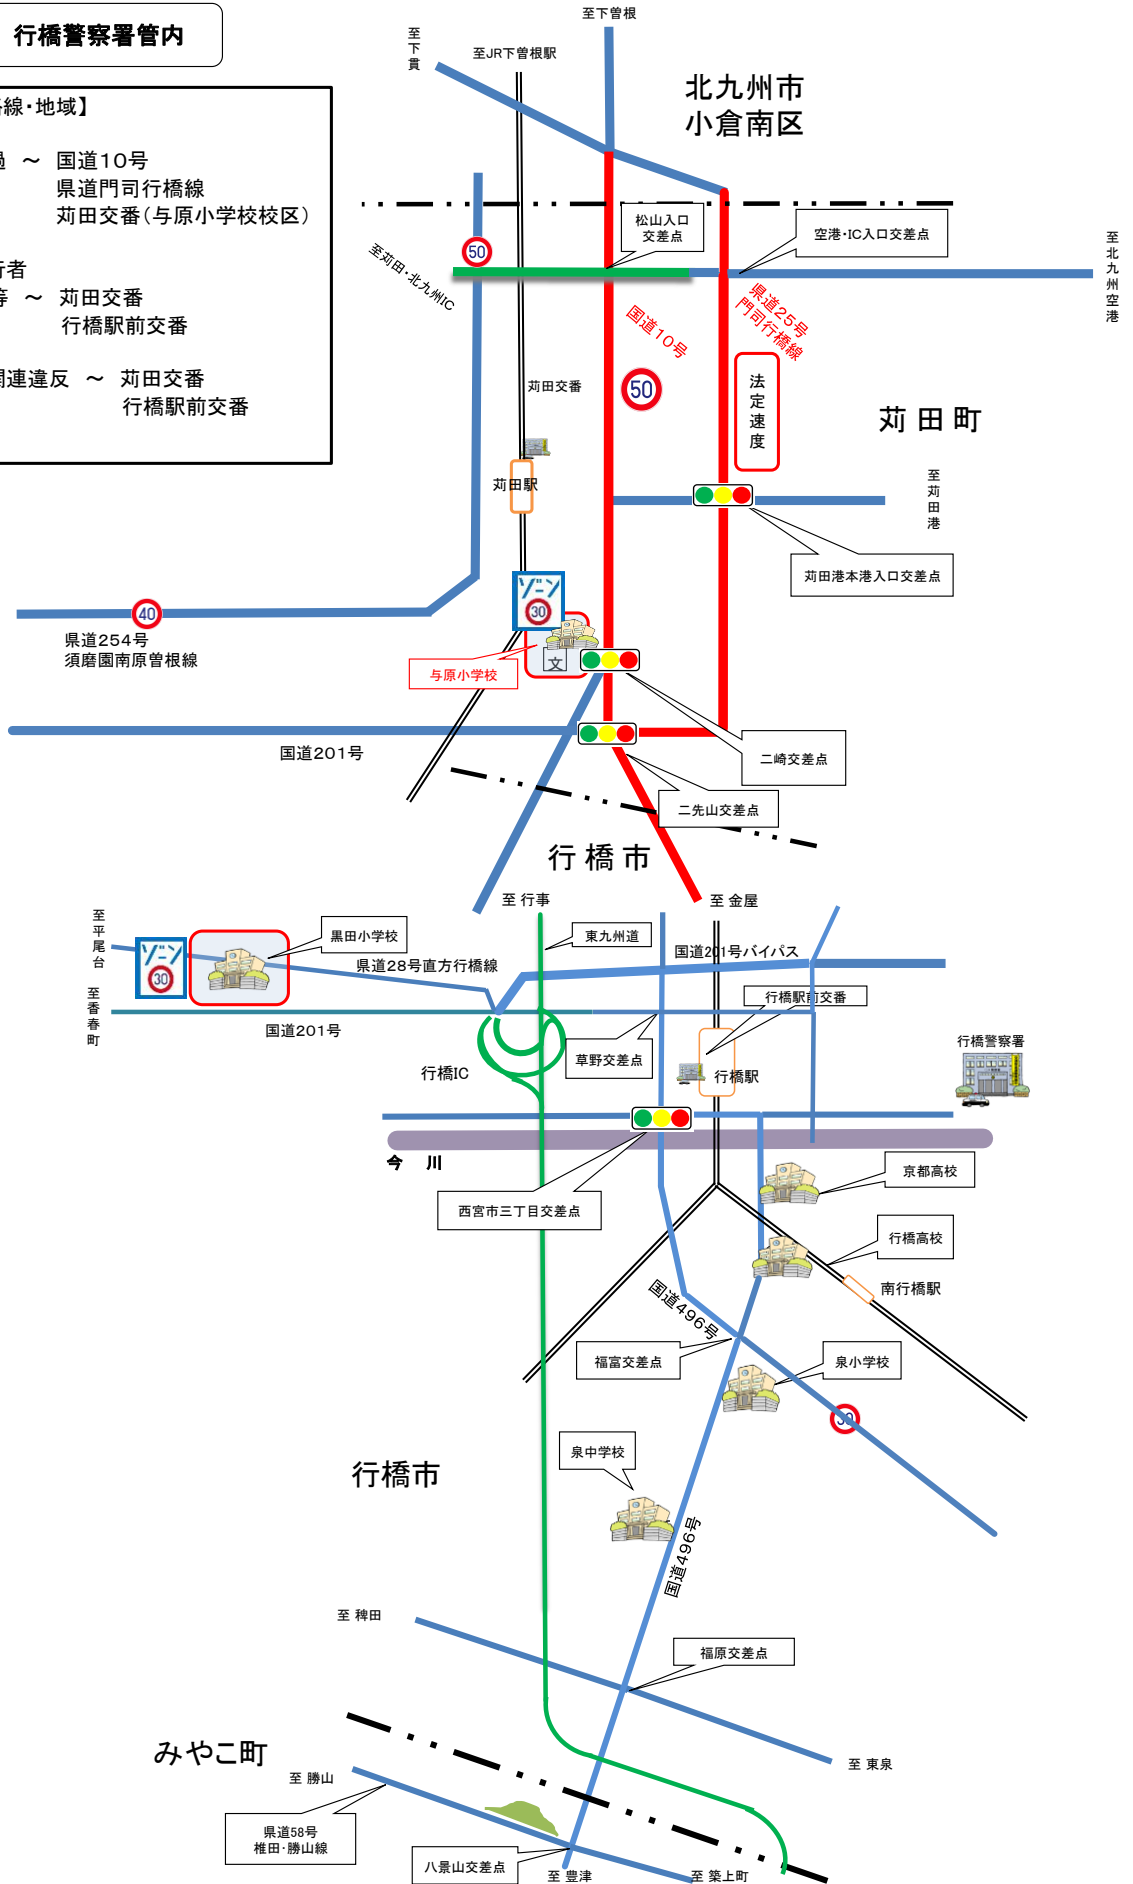 行橋警察署管内
路線・地域】
過 ～ 国道10号
県道門司行橋線
苅田交番(与原小学校校区)
行者
等 ～ 苅田交番
行橋駅前交番
関連違反 ～ 苅田交番
行橋駅前交番
至下曽根
至下貫
至JR下曽根駅
北九州市
小倉南区
松山入口
交差点
空港・IC入口交差点
至北九州空港
50
至苅田・北九州IC
国道10号
県道25号
門司行橋線
50
法定速度
苅田交番
苅田町
苅田駅
至苅田港
苅田港本港入口交差点
ゾーン
30
40
県道254号
須磨園南原曽根線
文
与原小学校
国道201号
二崎交差点
二先山交差点
行橋市
至 行事
至 金屋
至平尾台
黒田小学校
東九州道
国道201号バイパス
ゾーン
30
県道28号直方行橋線
至香春町
国道201号
行橋駅前交番
草野交差点
行橋警察署
行橋IC
行橋駅
今 川
京都高校
西宮市三丁目交差点
行橋高校
南行橋駅
国道496号
福富交差点
泉小学校
泉中学校
行橋市
国道496号
至 稗田
福原交差点
みやこ町
至 東泉
至 勝山
県道58号
椎田・勝山線
八景山交差点
至 豊津
至 築上町